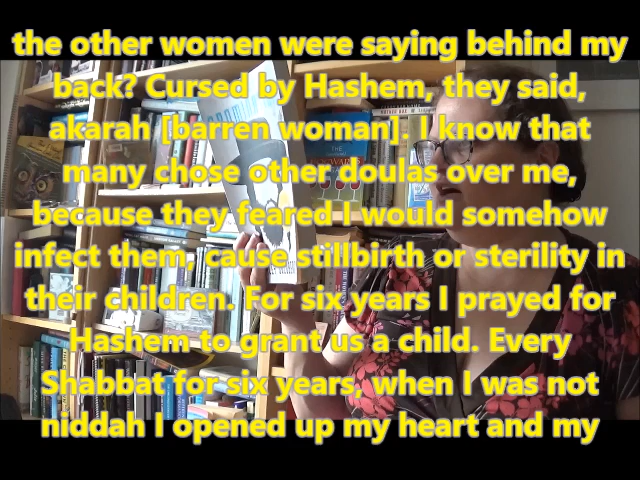 the other women were saying behind my
back? Cursed by Hashem, they said,
akarah [barren woman]. I know that
many chose other doulas over me,
because they feared I would somehow
infect them, cause stillbirth or sterility in
their children. For six years I prayed for
Hashem to grant us a child. Every
Shabbat for six years, when I was not
niddah I opened up my heart and my